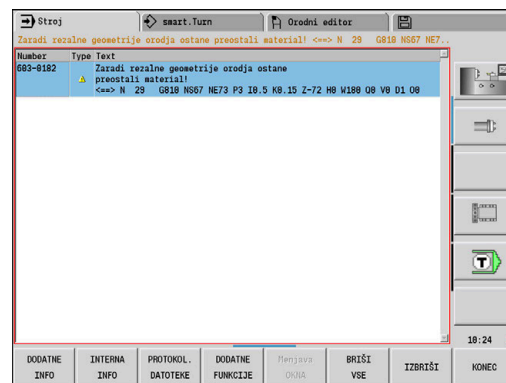 Stroj
smart.Turn
Orodni editor
Zaradi rezalne geometrije orodja ostane preostali material! <==> N 29 G810 NS67 NE7..
Number Type Text
603-0182 Zaradi rezalne geometrije orodja ostane
preostali material!
<==> N 29 G810 NS67 NE73 P3 I0.5 K0.15 Z-72 H0 W180 Q0 V0 D1 O0
T
10:24
DODATNE INFO
INTERNA INFO
PROTOKOL. DATOTEKE
DODATNE FUNKCIJE
Menjava OKNA
BRIŠI VSE
IZBRIŠI
KONEC